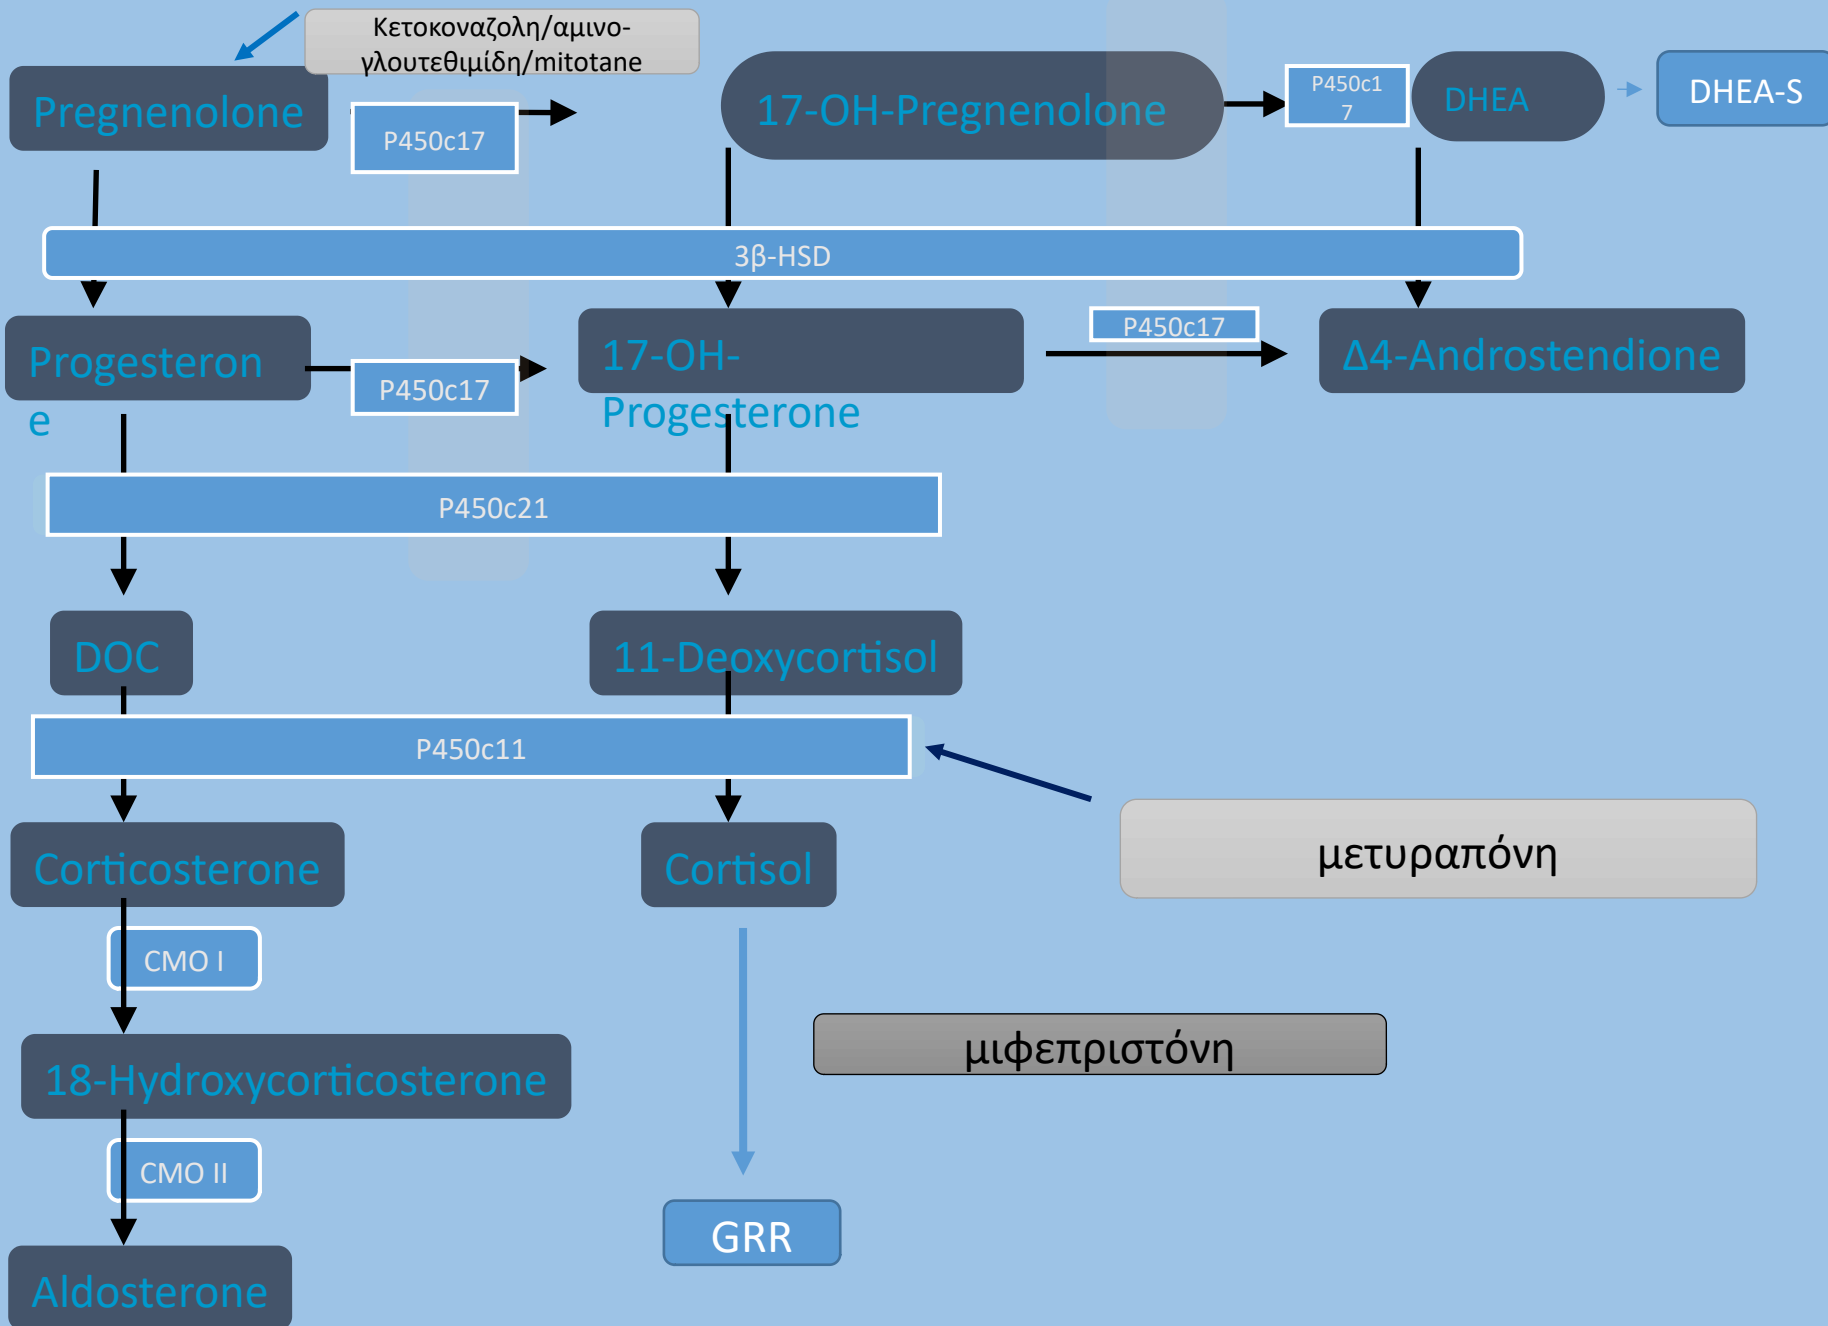 Κετοκοναζολη/αμινο-
γλουτεθιμίδη/mitotane
Pregnenolone
P450c17
17-OH-Pregnenolone
P450c1
7
DHEA
DHEA-S
3β-HSD
Progesteron
e
P450c17
17-OH-
Progesterone
P450c17
Δ4-Androstendione
P450c21
DOC
11-Deoxycortisol
P450c11
Corticosterone
Cortisol
μετυραπόνη
CMO I
18-Hydroxycorticosterone
μιφεπριστόνη
CMO II
GRR
Aldosterone